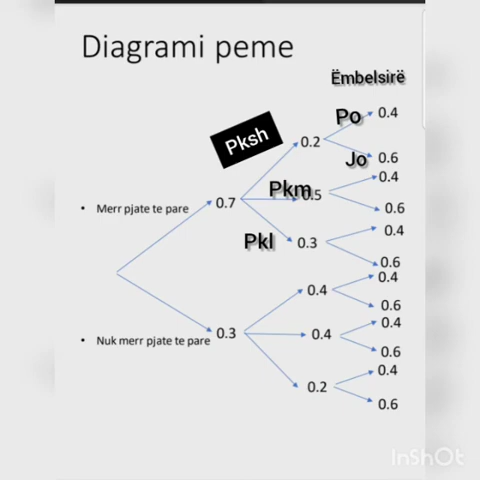 Diagrami peme
Ëmbelsirë
Po
0.4
Pksh
0.2
Jo
0.6
0.4
Pkm
0.5
Merr pjate te pare
0.7
0.6
0.4
Pkl
0.3
0.6
0.4
0.4
0.6
0.4
Nuk merr pjate te pare
0.3
0.4
0.6
0.4
0.2
0.6
InShOt